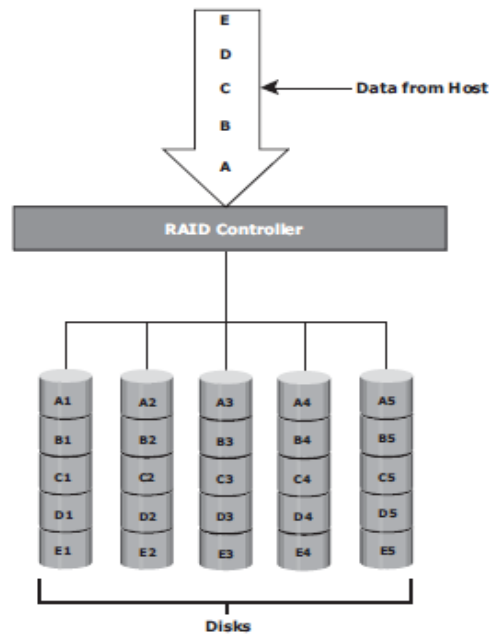 E
D
C
Data from Host
B
A
RAID Controller
A1 A2 A3 A4 A5
B1 B2 B3 B4 B5
C1 C2 C3 C4 C5
D1 D2 D3 D4 D5
E1 E2 E3 E4 E5
Disks